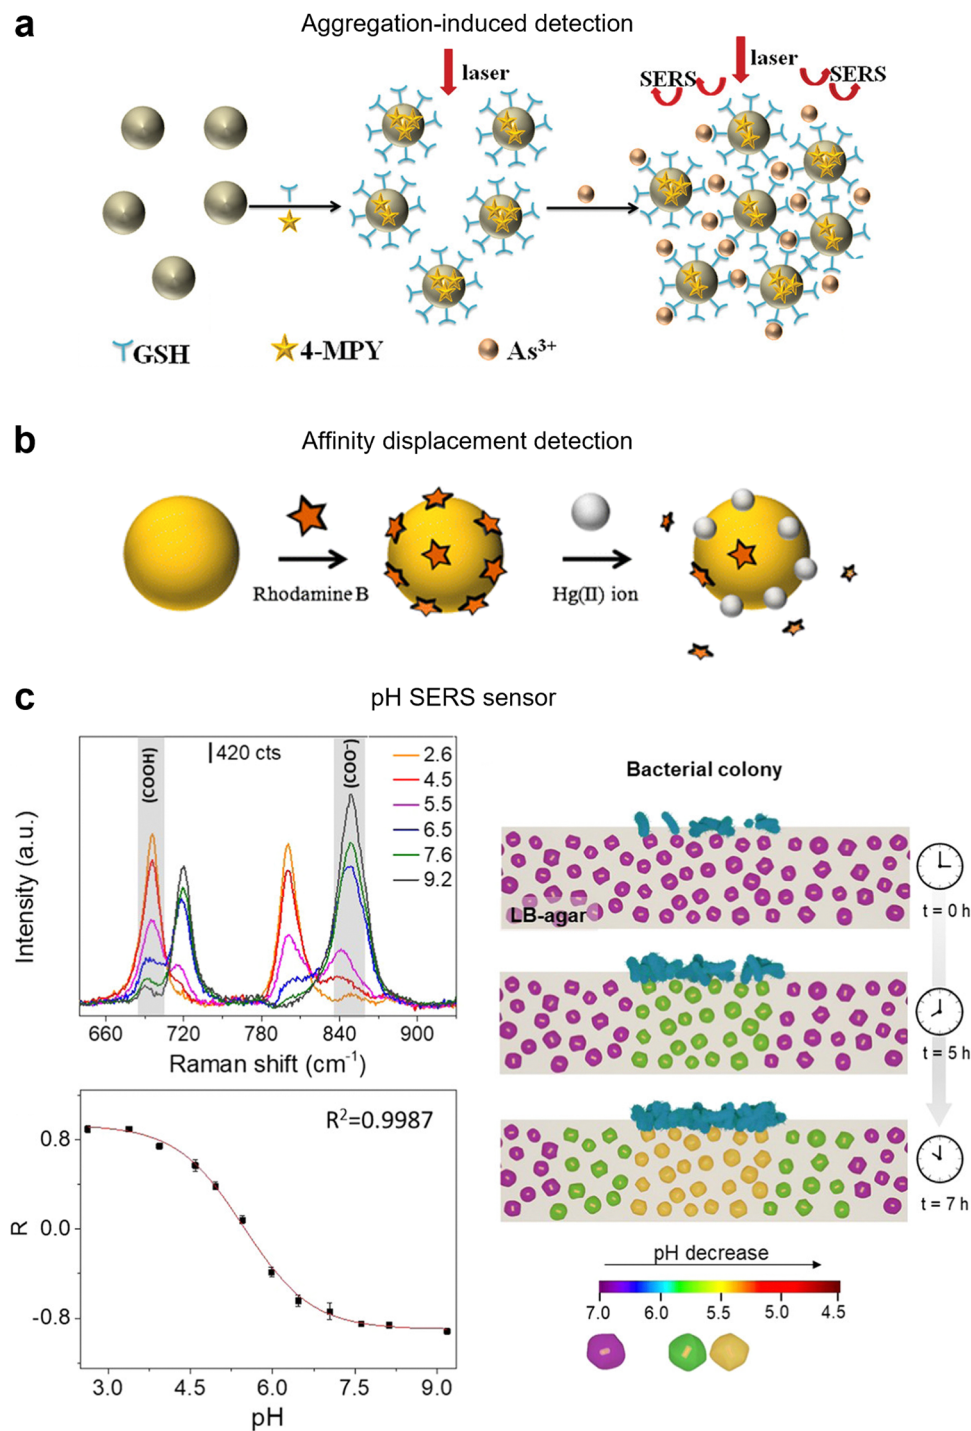 a
Aggregation-induced detection
laser
SERS
laser
SERS
GSH
4-MPY
As³⁺
b
Affinity displacement detection
Rhodamine B
Hg(II) ion
c
pH SERS sensor
(COOH)
420 cts
(COO⁻)
2.6
4.5
5.5
6.5
7.6
9.2
Intensity (a.u.)
660
720
780
840
900
Raman shift (cm⁻¹)
R²=0.9987
0.8
0.0
-0.8
R
3.0
4.5
6.0
7.5
9.0
pH
Bacterial colony
LB-agar
t = 0 h
t = 5 h
t = 7 h
pH decrease
7.0
6.0
5.5
5.0
4.5